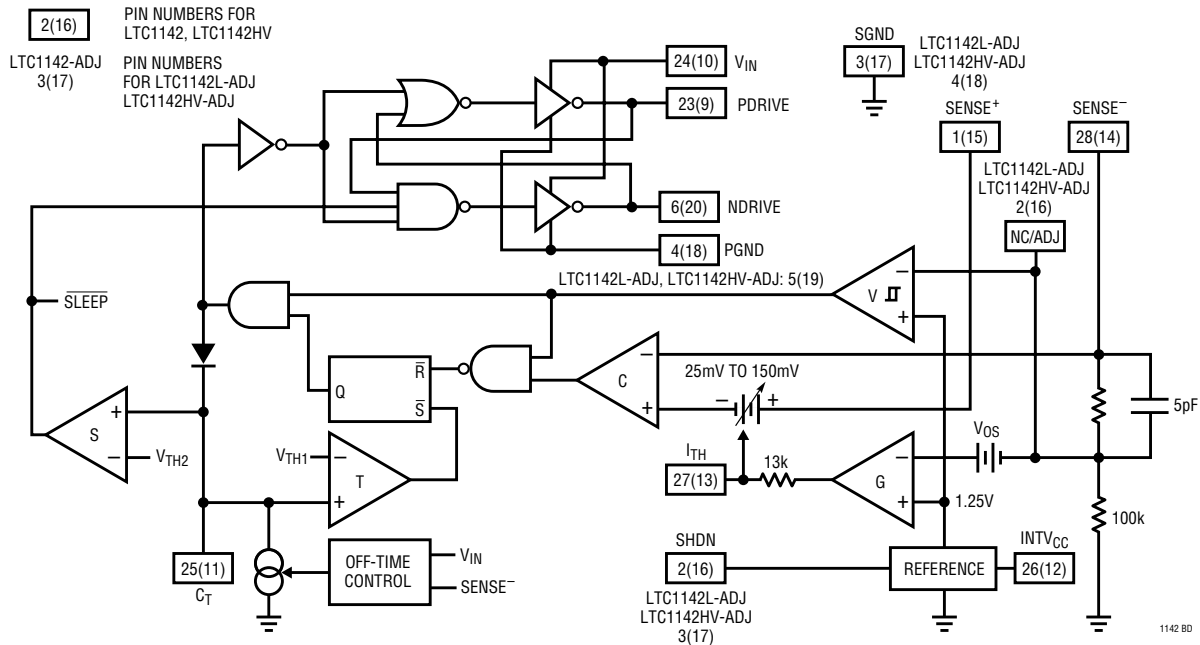 2(16)
PIN NUMBERS FOR
LTC1142, LTC1142HV
LTC1142-ADJ
3(17)
PIN NUMBERS
FOR LTC1142L-ADJ
LTC1142HV-ADJ
24(10)
VIN
23(9)
PDRIVE
6(20)
NDRIVE
4(18)
PGND
LTC1142L-ADJ, LTC1142HV-ADJ: 5(19)
SGND
3(17)
LTC1142L-ADJ
LTC1142HV-ADJ
4(18)
SENSE+
1(15)
SENSE–
28(14)
LTC1142L-ADJ
LTC1142HV-ADJ
2(16)
NC/ADJ
SLEEP
V
–
+
Q
R
S
C
–
+
25mV TO 150mV
–
+
5pF
S
+
–
VTH2
VTH1
–
T
+
ITH
27(13)
13k
G
–
+
VOS
1.25V
100k
25(11)
CT
OFF-TIME
CONTROL
VIN
SENSE–
SHDN
2(16)
LTC1142L-ADJ
LTC1142HV-ADJ
3(17)
REFERENCE
INTVCC
26(12)
1142 BD